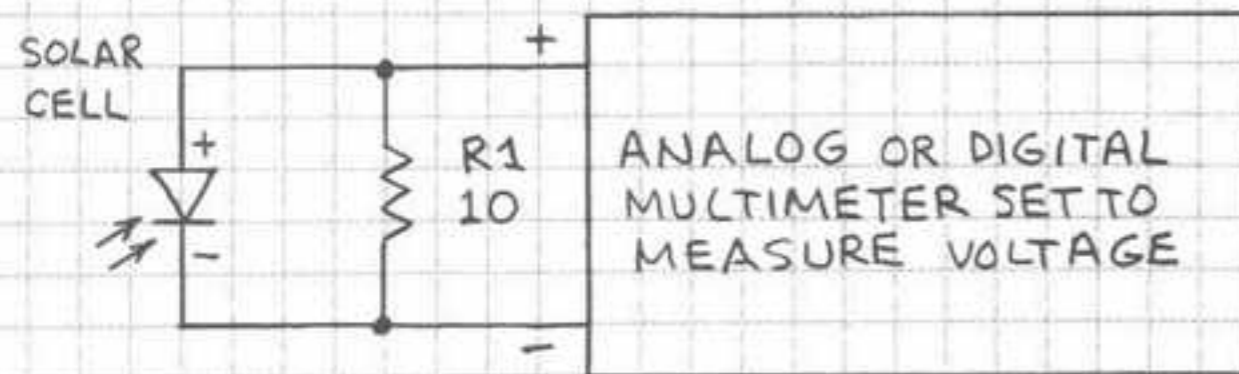 SOLAR
CELL
+
-
R1
10
+
-
ANALOG OR DIGITAL
MULTIMETER SET TO
MEASURE VOLTAGE